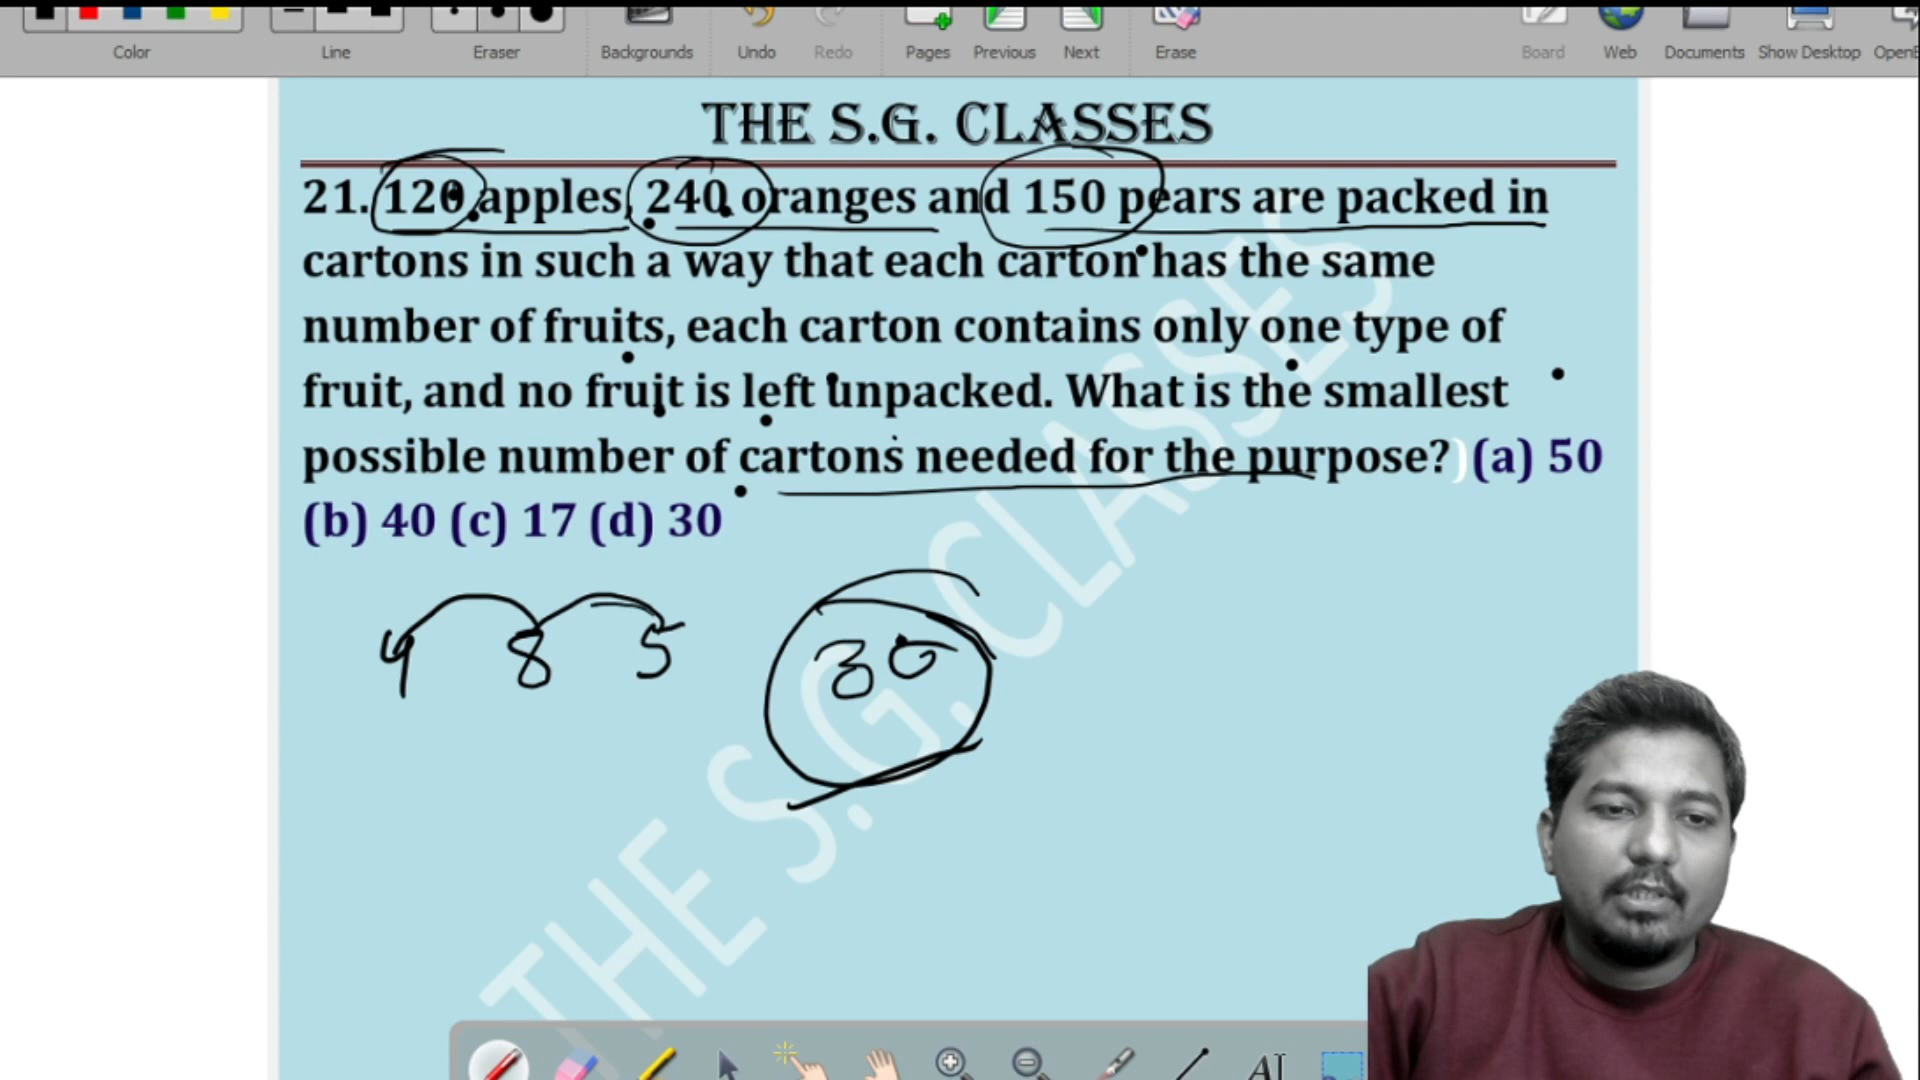 Color Line Eraser Backgrounds Undo Redo Pages Previous Next Erase Board Web Documents Show Desktop
THE S.G. CLASSES
21. 120 apples, 240 oranges and 150 pears are packed in
cartons in such a way that each carton has the same
number of fruits, each carton contains only one type of
fruit, and no fruit is left unpacked. What is the smallest
possible number of cartons needed for the purpose? (a) 50
(b) 40 (c) 17 (d) 30
4 8 5 30
THE S.G. CLASSES